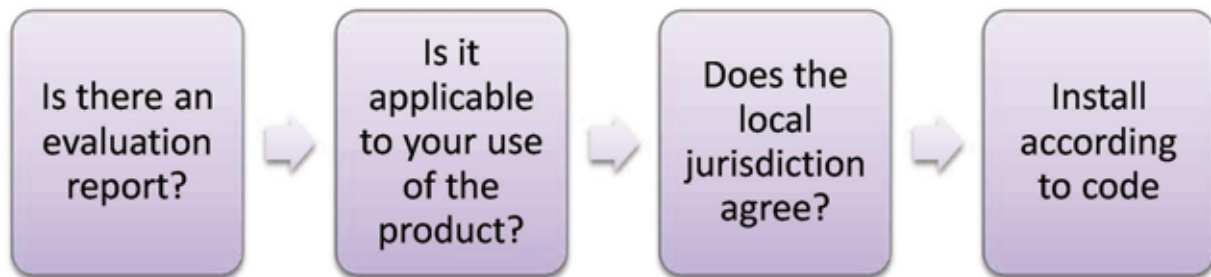 Is there an
evaluation
report?
Is it
applicable
to your use
of the
product?
Does the
local
jurisdiction
agree?
Install
according
to code